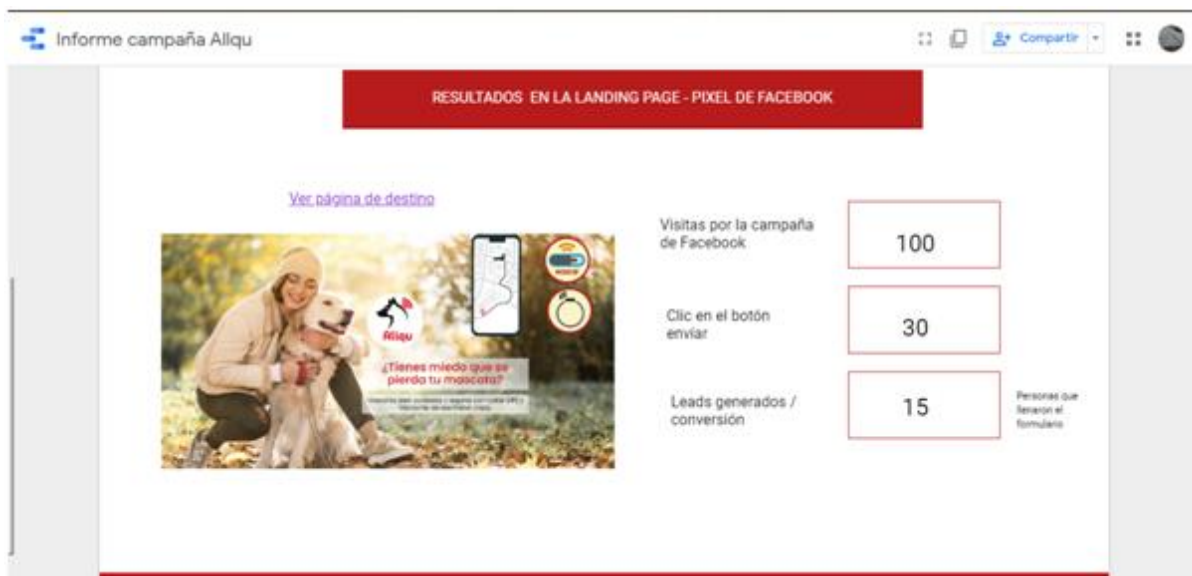 Informe campaña Allqu
Compartir
RESULTADOS EN LA LANDING PAGE - PIXEL DE FACEBOOK
Ver página de destino
Allqu
¿Tienes miedo que se
pierda tu mascota?
Visitas por la campaña
de Facebook
100
Clic en el botón
enviar
30
Leads generados /
conversión
15
Personas que
llenaron el
formulario